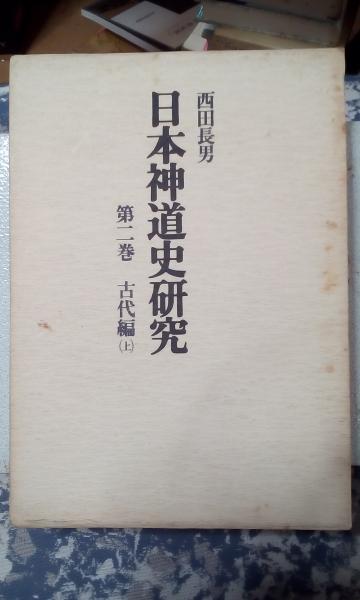 西田長男
日本神道史研究
第二巻 古代編(上)